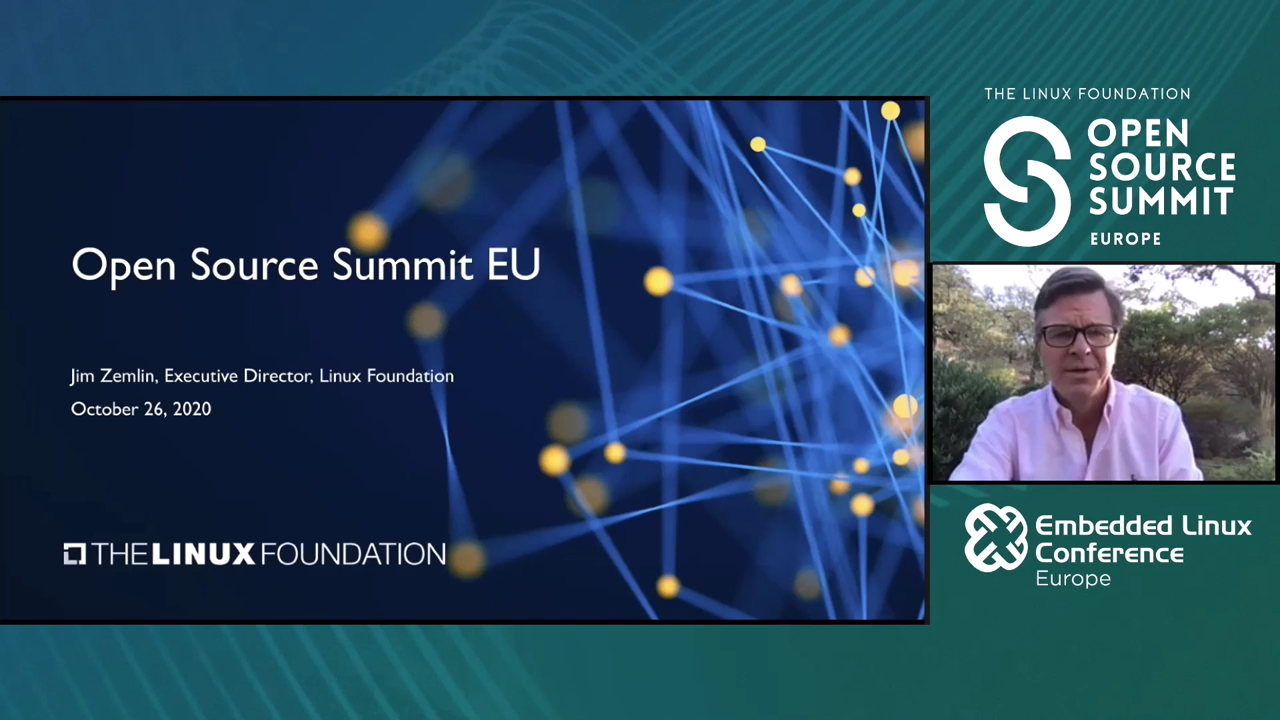 Open Source Summit EU
Jim Zemlin, Executive Director, Linux Foundation
October 26, 2020
THE LINUX FOUNDATION
THE LINUX FOUNDATION
OPEN
SOURCE
SUMMIT
EUROPE
Embedded Linux
Conference
Europe